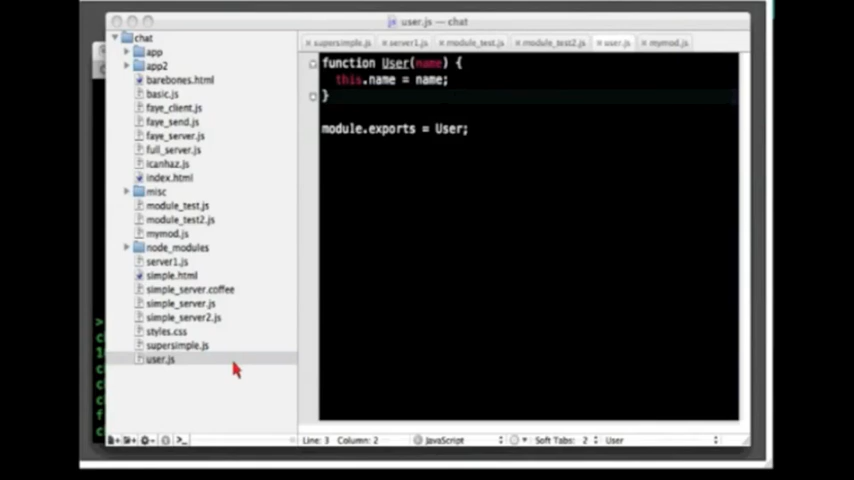 user.js — chat
chat
app
app2
barebones.html
basic.js
faye_client.js
faye_send.js
faye_server.js
full_server.js
icanhaz.js
index.html
misc
module_test.js
module_test2.js
mymod.js
node_modules
server1.js
simple.html
simple_server.coffee
simple_server.js
simple_server2.js
styles.css
supersimple.js
user.js
supersimple.js server1.js module_test.js module_test2.js user.js mymod.js
function User(name) {
this.name = name;
}
module.exports = User;
Line: 3 Column: 2 JavaScript Soft Tabs: 2 User